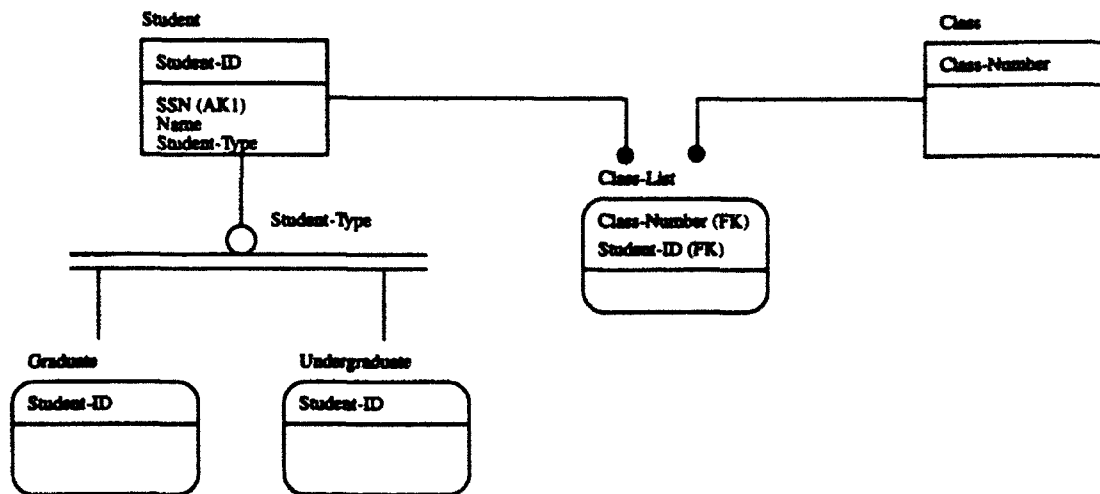 Student
Student-ID
SSN (AK1)
Name
Student-Type
Class
Class-Number
Class-List
Class-Number (FK)
Student-ID (FK)
Student-Type
Graduate
Student-ID
Undergraduate
Student-ID